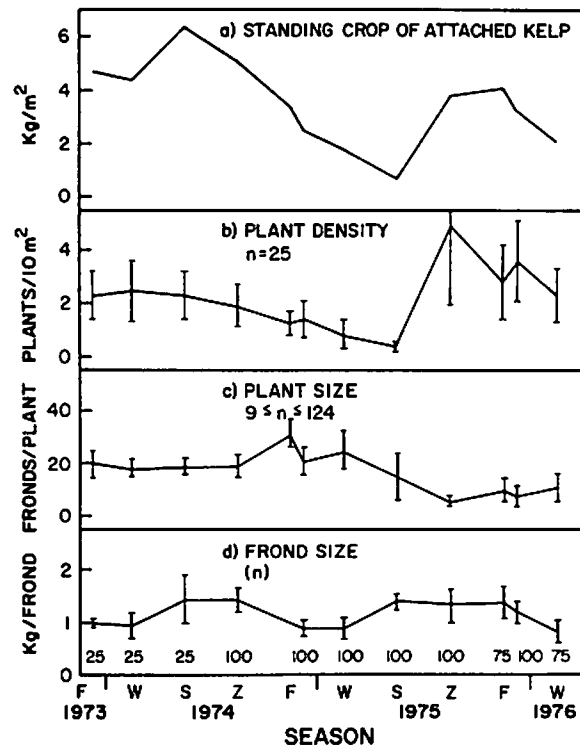 a) STANDING CROP OF ATTACHED KELP
Kg/m²
6
4
2
0
b) PLANT DENSITY
n=25
PLANTS/10m²
4
2
0
c) PLANT SIZE
9 ≤ n ≤ 124
FRONDS/PLANT
40
20
0
d) FROND SIZE
(n)
Kg/FROND
2
1
0
25 25 25 100 100 100 100 100 75 100 75
F W S Z F W S Z F W
1973 1974 1975 1976
SEASON